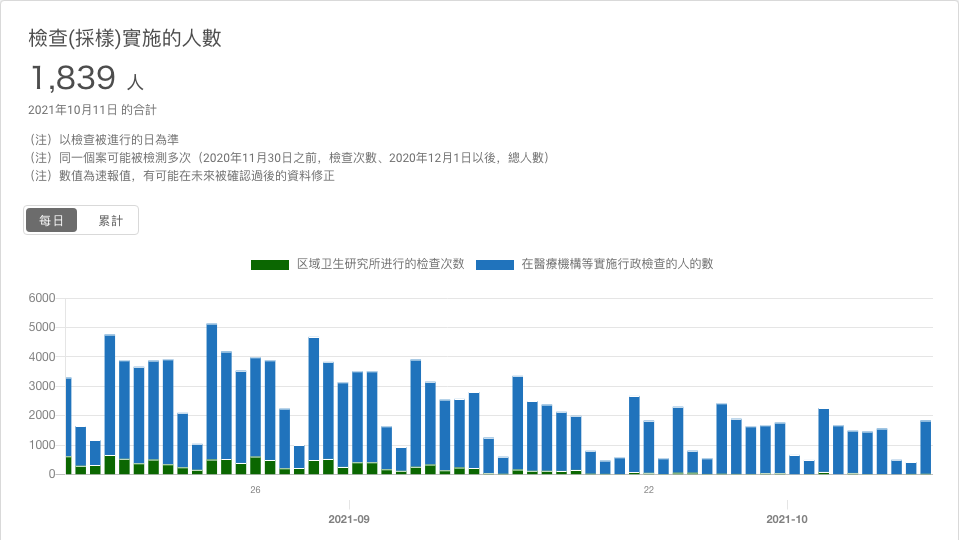 檢查(採樣)實施的人數
1,839 人
2021年10月11日 的合計
（注）以檢查被進行的日為準
（注）同一個案可能被檢測多次（2020年11月30日之前，檢查次數、2020年12月1日以後，總人數）
（注）數值為速報值，有可能在未來被確認過後的資料修正
每日 累計
区域卫生研究所进行的检查次数 在醫療機構等實施行政檢查的人的數
6000
5000
4000
3000
2000
1000
0
26 22
2021-09 2021-10